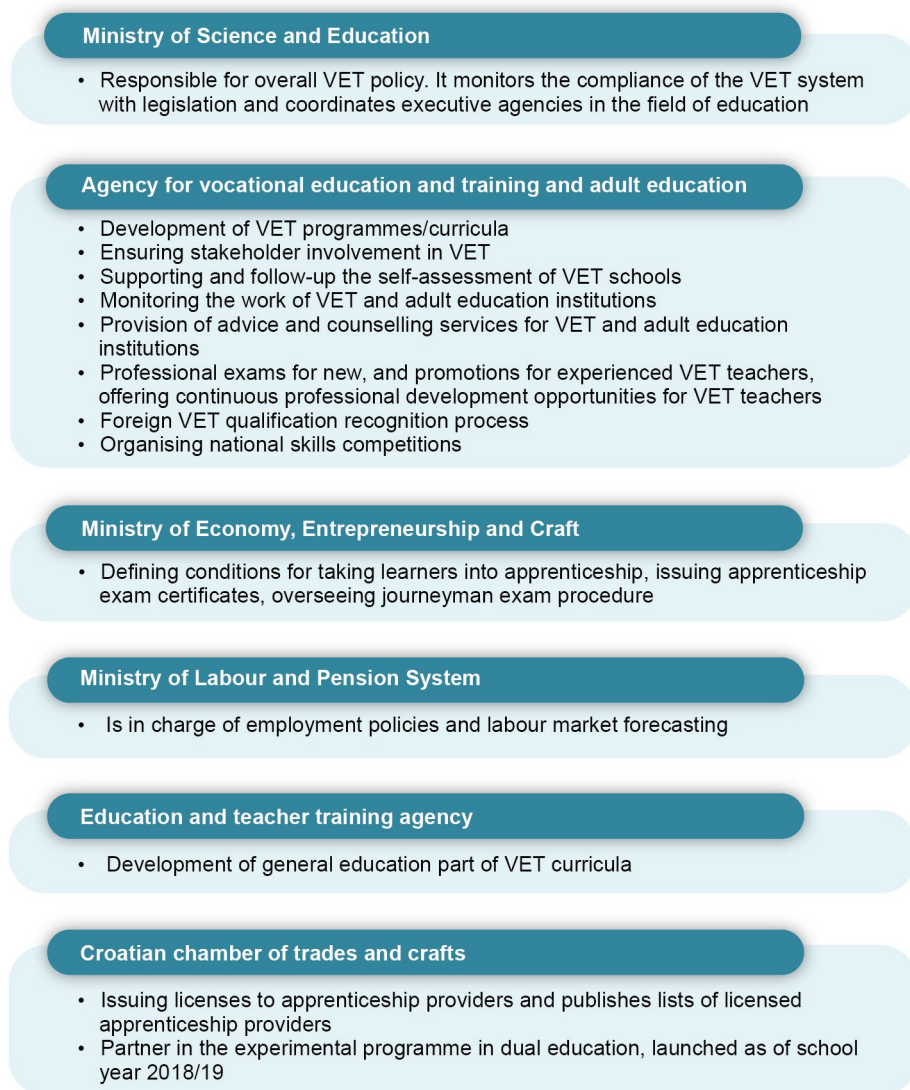 Ministry of Science and Education
• Responsible for overall VET policy. It monitors the compliance of the VET system
with legislation and coordinates executive agencies in the field of education
Agency for vocational education and training and adult education
• Development of VET programmes/curricula
• Ensuring stakeholder involvement in VET
• Supporting and follow-up the self-assessment of VET schools
• Monitoring the work of VET and adult education institutions
• Provision of advice and counselling services for VET and adult education
institutions
• Professional exams for new, and promotions for experienced VET teachers,
offering continuous professional development opportunities for VET teachers
• Foreign VET qualification recognition process
• Organising national skills competitions
Ministry of Economy, Entrepreneurship and Craft
• Defining conditions for taking learners into apprenticeship, issuing apprenticeship
exam certificates, overseeing journeyman exam procedure
Ministry of Labour and Pension System
• Is in charge of employment policies and labour market forecasting
Education and teacher training agency
• Development of general education part of VET curricula
Croatian chamber of trades and crafts
• Issuing licenses to apprenticeship providers and publishes lists of licensed
apprenticeship providers
• Partner in the experimental programme in dual education, launched as of school
year 2018/19